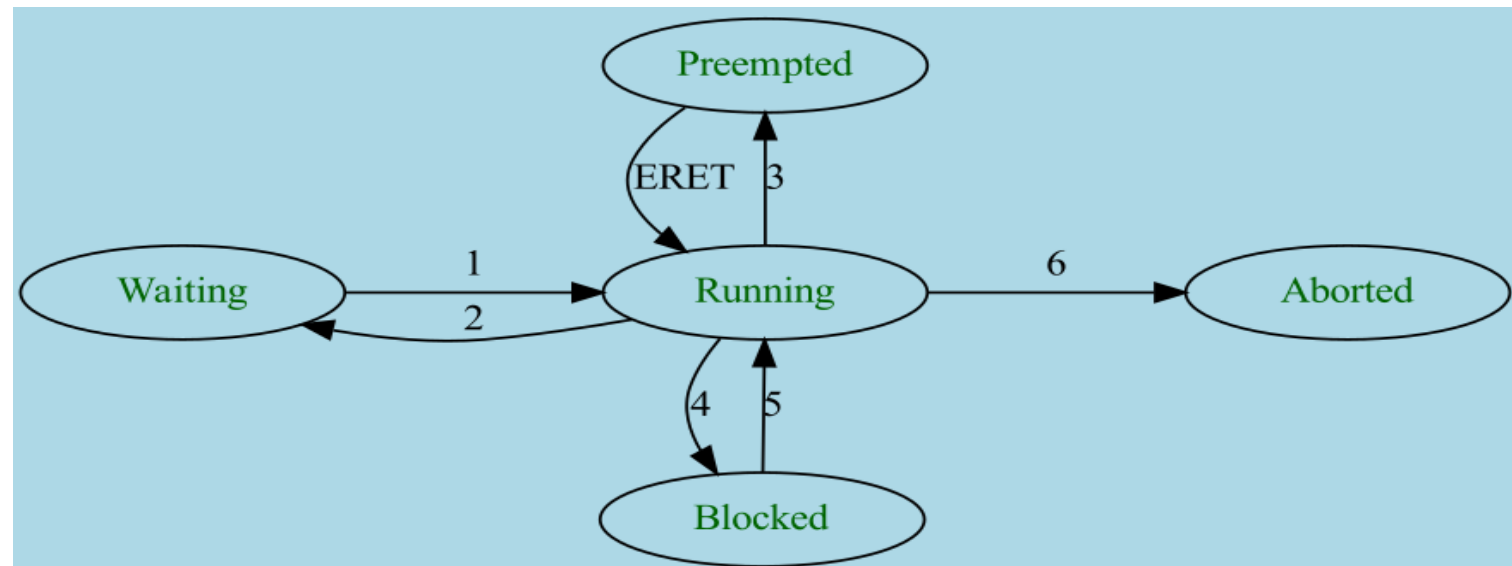 Preempted
ERET
3
Waiting
1
2
Running
6
Aborted
4
5
Blocked